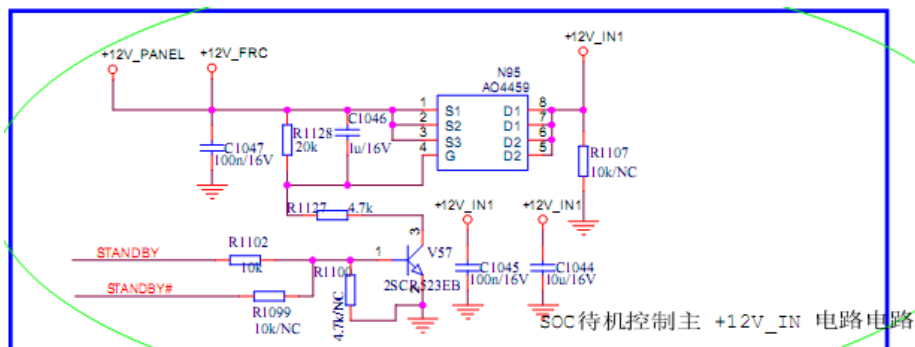 +12V_PANEL
+12V_FRC
+12V_IN1
N95
AO4459
C1047
100n/16V
R1128
20k
C1046
1u/16V
1
2
3
4
S1
S2
S3
G
D1
D1
D2
D2
8
7
6
5
R1107
10k/NC
R1127
4.7k
3
1
V57
2SCR523EB
2
STANDBY
R1102
10k
STANDBY#
R1099
10k/NC
R1100
4.7k/NC
+12V_IN1
C1045
100n/16V
+12V_IN1
C1044
10u/16V
SOC待机控制主 +12V_IN 电路电路